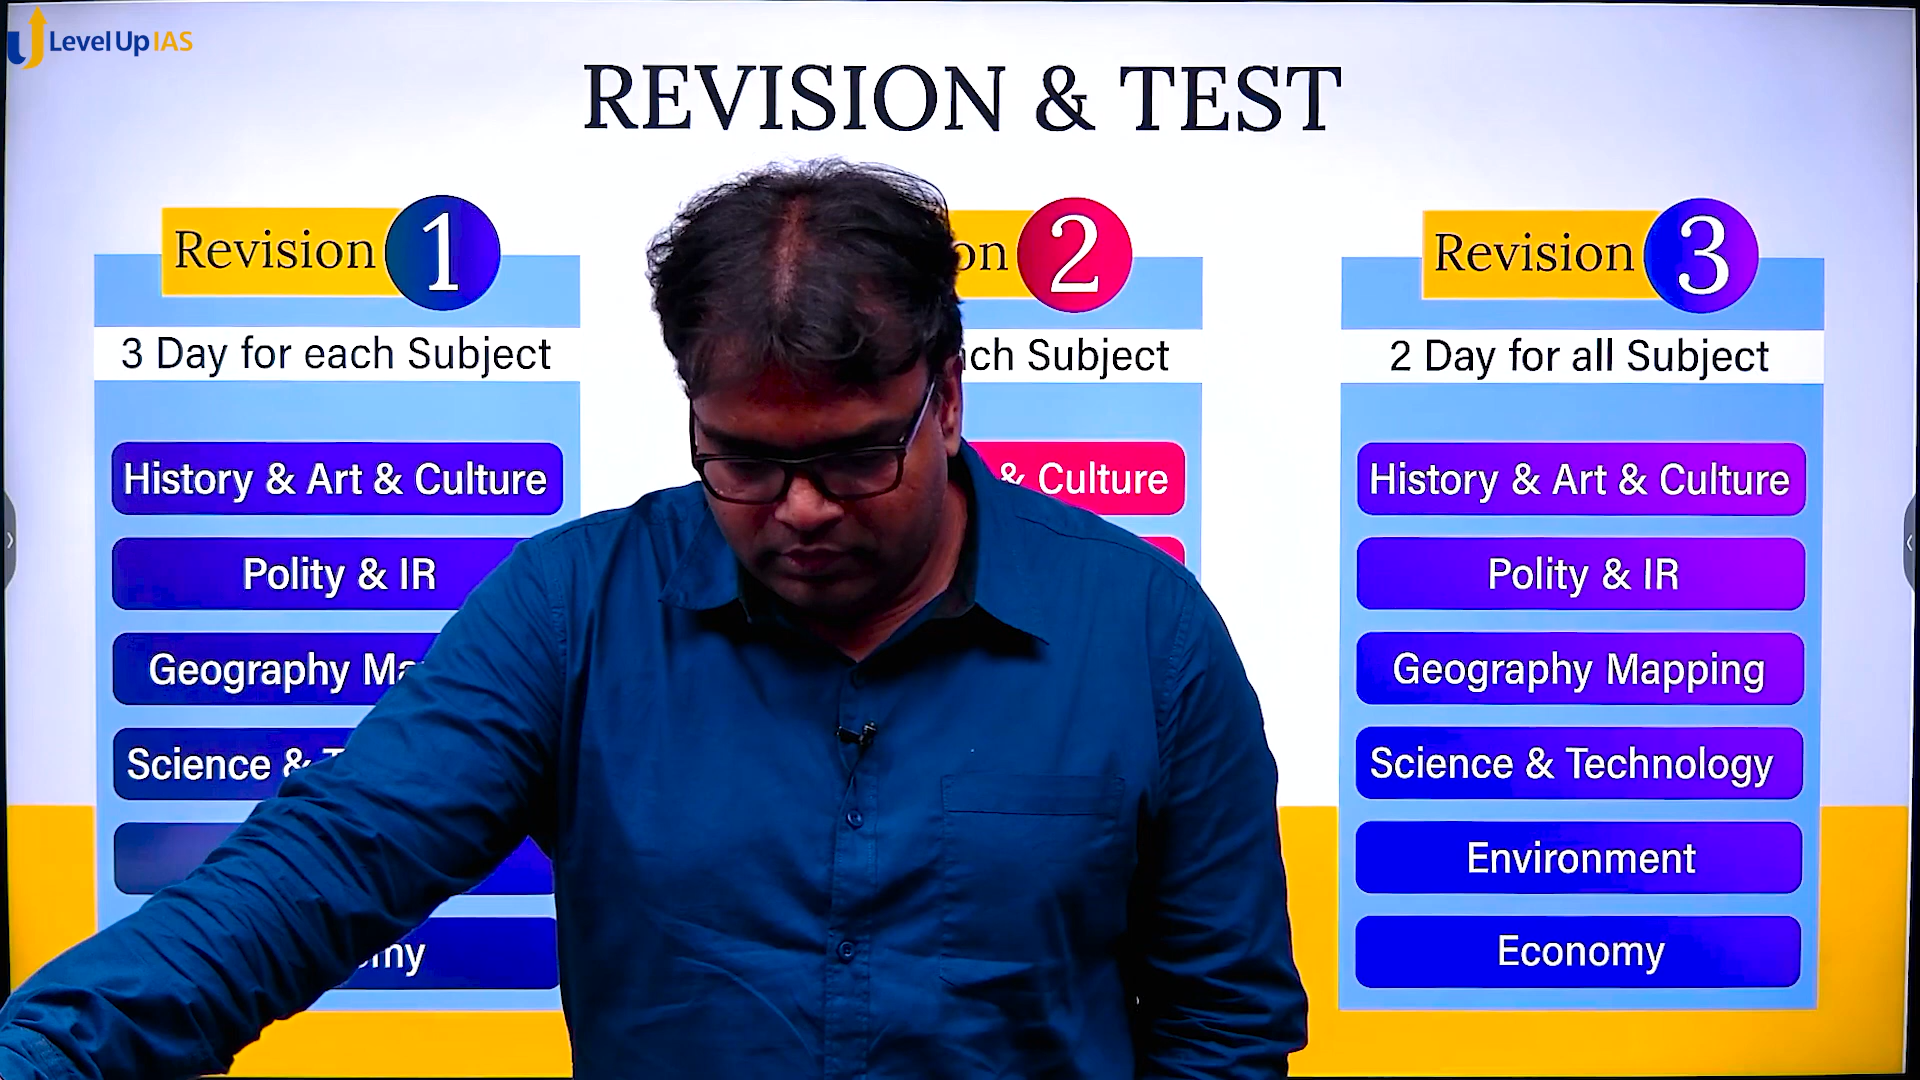 Level Up IAS
REVISION & TEST
Revision 1
3 Day for each Subject
History & Art & Culture
Polity & IR
Geography
Science &
2
Subject
& Culture
Revision 3
2 Day for all Subject
History & Art & Culture
Polity & IR
Geography Mapping
Science & Technology
Environment
Economy